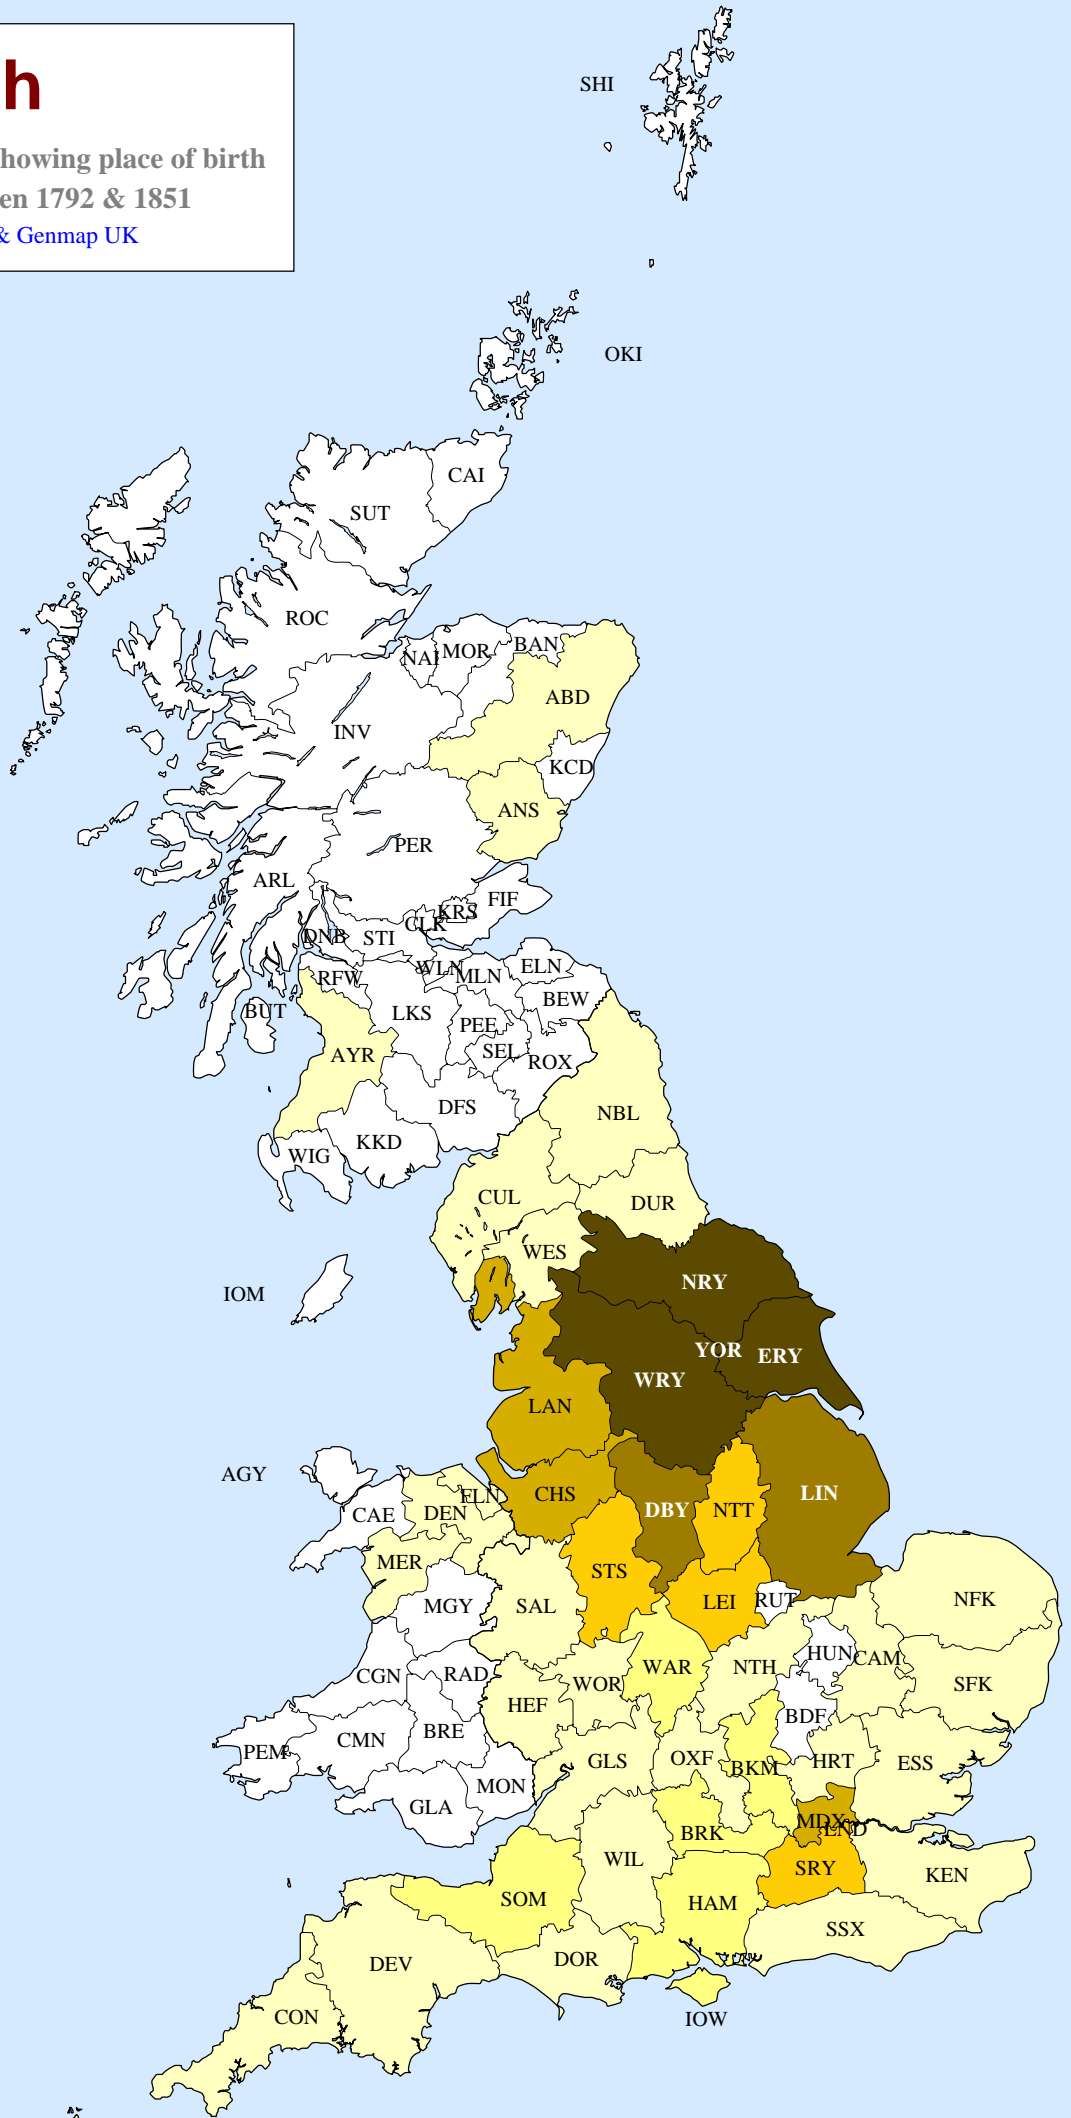 h
howing place of birth
en 1792 & 1851
& Genmap UK
SHI
OKI
CAI
SUT
ROC
NAI
MOR
BAN
ABD
INV
KCD
ANS
PER
ARL
FIF
KRS
CLK
DNB
STI
WLN
MLN
ELN
RFW
BEW
BUT
LKS
PEE
SEL
ROX
AYR
DFS
NBL
KKD
WIG
CUL
DUR
WES
NRY
IOM
YOR
ERY
WRY
LAN
AGY
FLN
CHS
LIN
DBY
NTT
CAE
DEN
MER
STS
LEI
RUT
NFK
MGY
SAL
HUN
CAM
WAR
NTH
CGN
RAD
WOR
SFK
HEF
BDF
PEM
CMN
BRE
GLS
OXF
BKM
HRT
ESS
MON
GLA
MDX
LND
BRK
WIL
SRY
KEN
SOM
HAM
SSX
DEV
DOR
CON
IOW